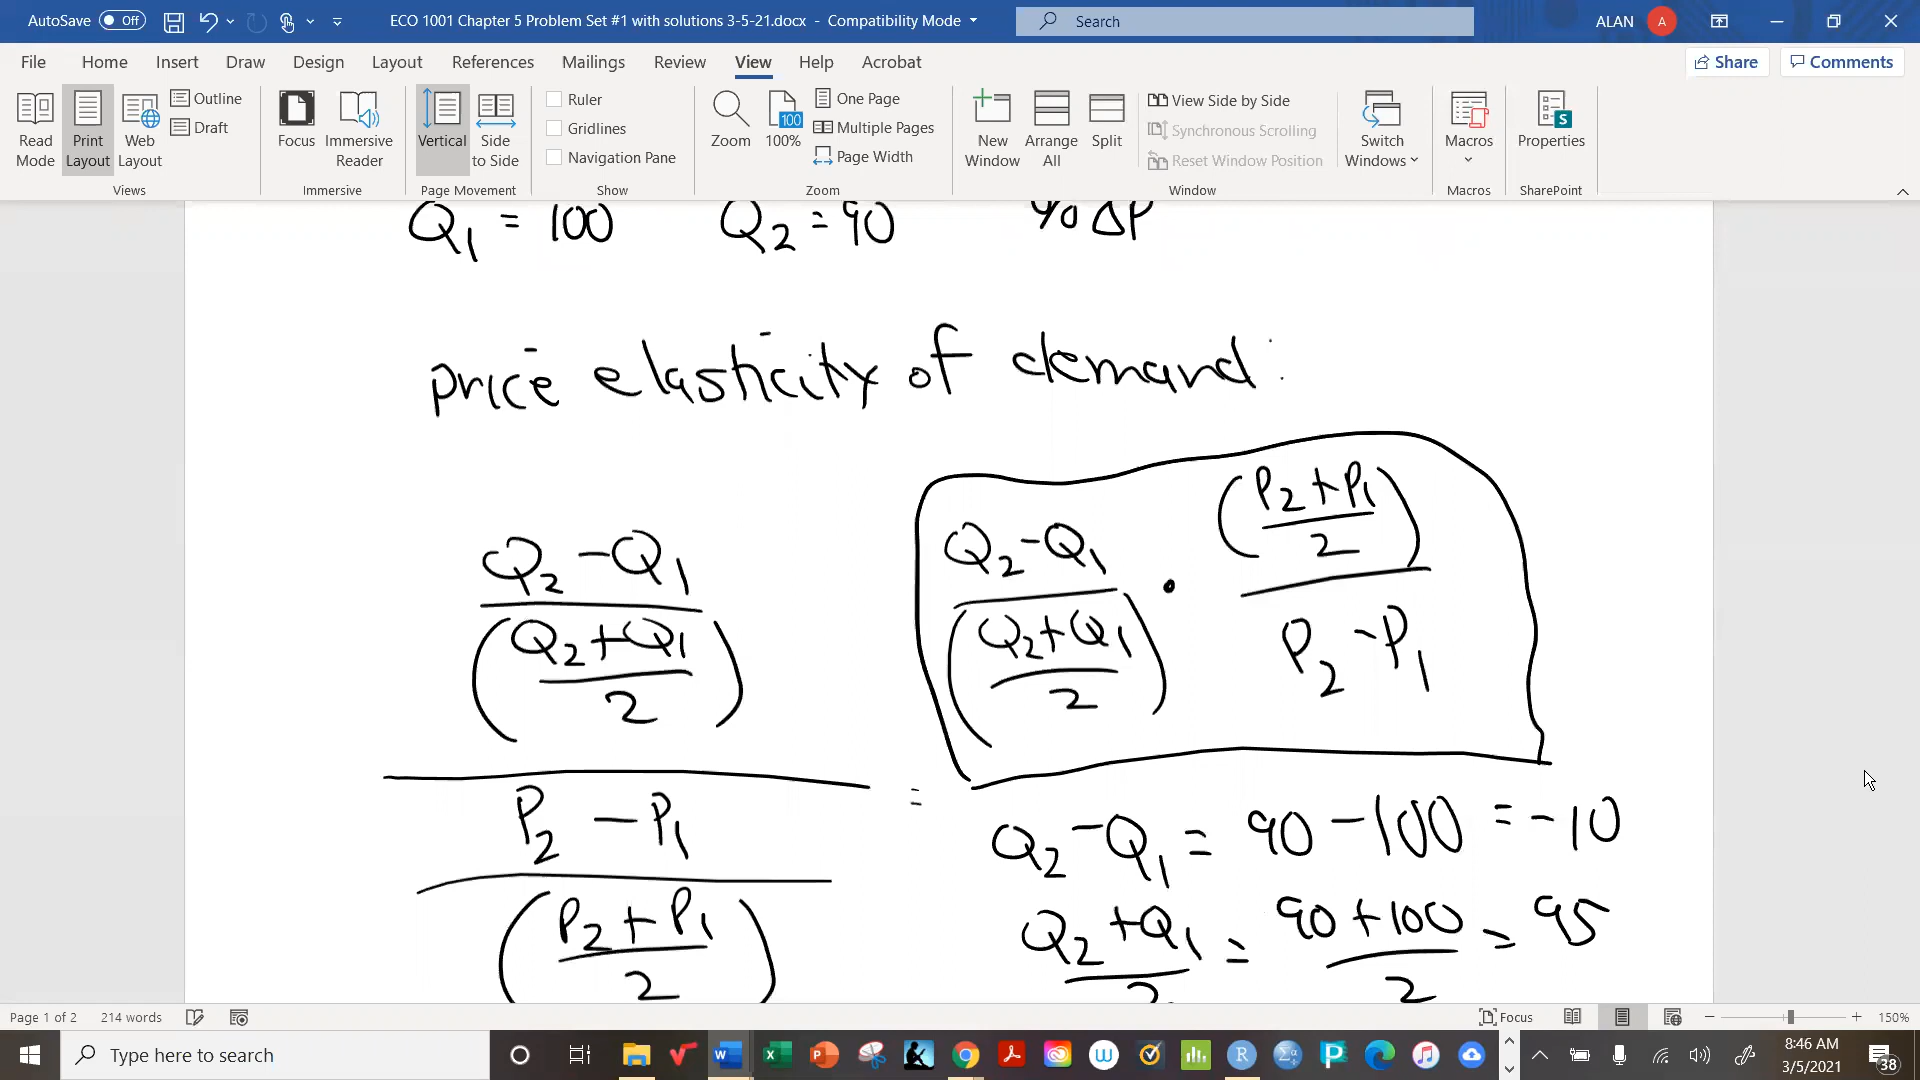 AutoSave Off ECO 1001 Chapter 5 Problem Set #1 with solutions 3-5-21.docx - Compatibility Mode Search ALAN A
File Home Insert Draw Design Layout References Mailings Review View Help Acrobat Share Comments
Read Mode Print Layout Web Layout Outline Draft
Focus Immersive Reader
Vertical Side to Side
Ruler Gridlines Navigation Pane
Zoom 100 100% One Page Multiple Pages Page Width
New Window Arrange All Split View Side by Side Synchronous Scrolling Reset Window Position Switch Windows
Macros
S Properties
Views Immersive Page Movement Show Zoom Window Macros SharePoint
Q₁ = 100 Q₂ = 90 % ΔP
price elasticity of demand:
Q₂ - Q₁
(Q₂ + Q₁
2)
P₂ - P₁
(P₂ + P₁
2)
=
Q₂ - Q₁
(Q₂ + Q₁
2)
•
(P₂ + P₁
2)
P₂ - P₁
Q₂ - Q₁ = 90 - 100 = -10
Q₂ + Q₁ = 90 + 100 = 95
2 2
Page 1 of 2 214 words Focus 150%
Type here to search 8:46 AM
3/5/2021 38